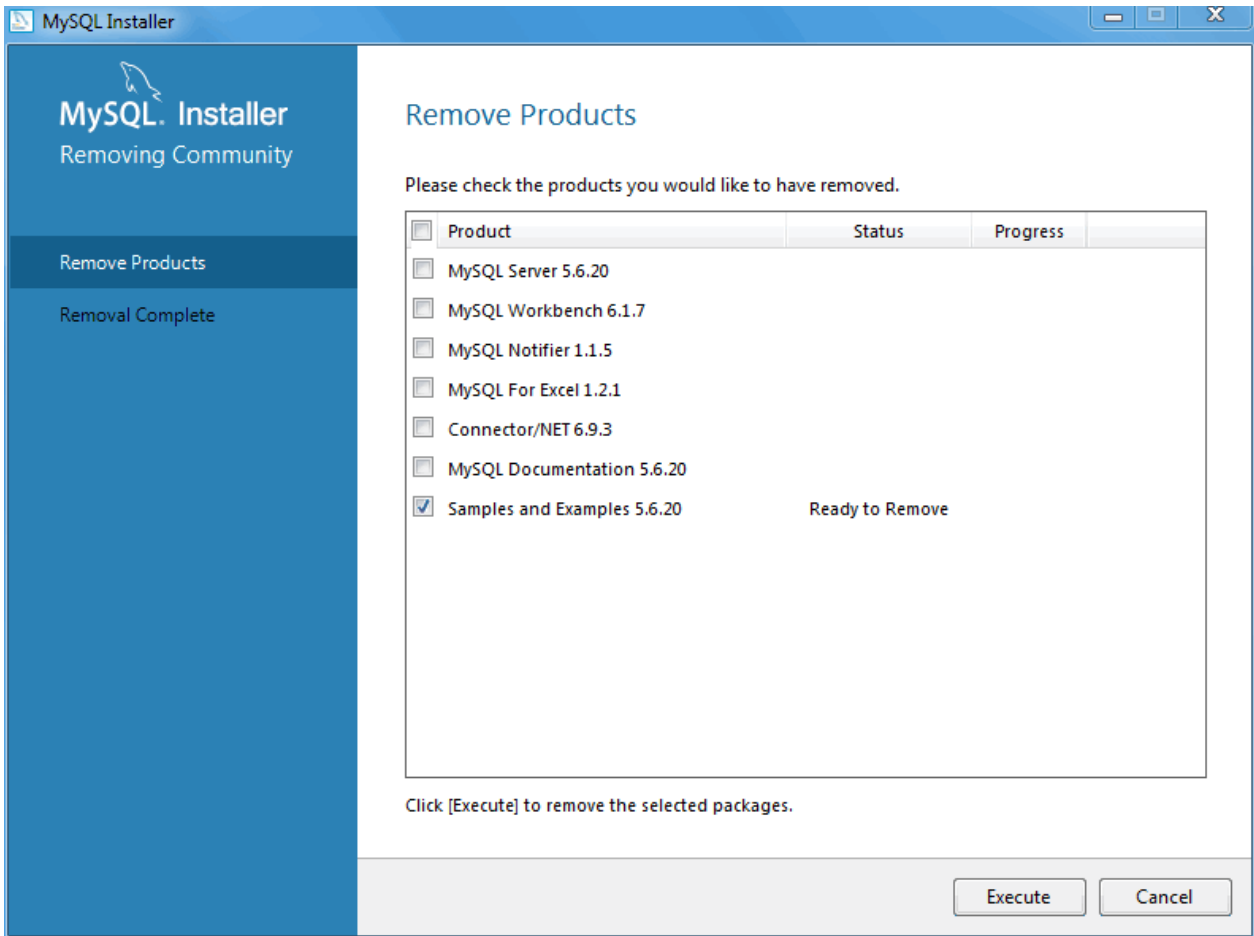 MySQL Installer
MySQL. Installer
Removing Community
Remove Products
Removal Complete
Remove Products
Please check the products you would like to have removed.
Product Status Progress
MySQL Server 5.6.20
MySQL Workbench 6.1.7
MySQL Notifier 1.1.5
MySQL For Excel 1.2.1
Connector/NET 6.9.3
MySQL Documentation 5.6.20
Samples and Examples 5.6.20 Ready to Remove
Click [Execute] to remove the selected packages.
Execute Cancel